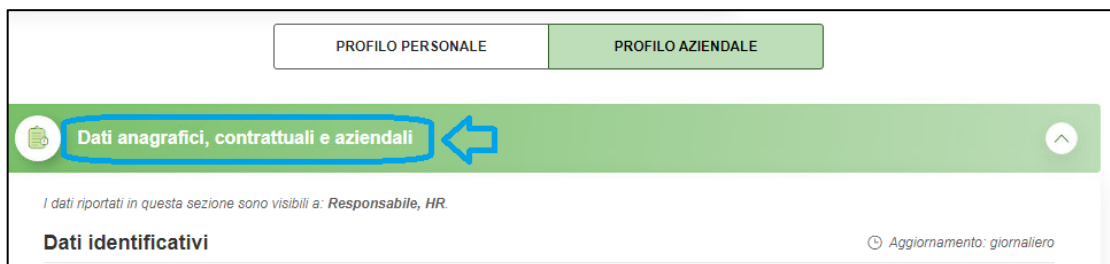 PROFILO PERSONALE
PROFILO AZIENDALE
Dati anagrafici, contrattuali e aziendali
I dati riportati in questa sezione sono visibili a: Responsabile, HR.
Dati identificativi
Aggiornamento: giornaliero